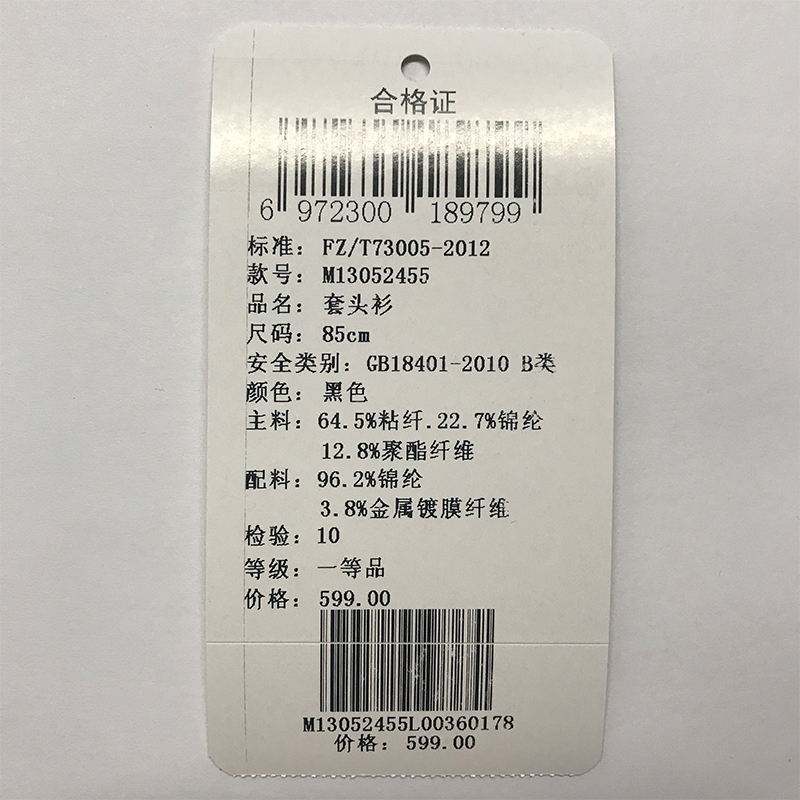 合格证
6 972300 189799
标准: FZ/T73005-2012
款号: M13052455
品名: 套头衫
尺码: 85cm
安全类别: GB18401-2010 B类
颜色: 黑色
主料: 64.5%粘纤.22.7%锦纶
12.8%聚酯纤维
配料: 96.2%锦纶
3.8%金属镀膜纤维
检验: 10
等级: 一等品
价格: 599.00
M13052455L00360178
价格: 599.00